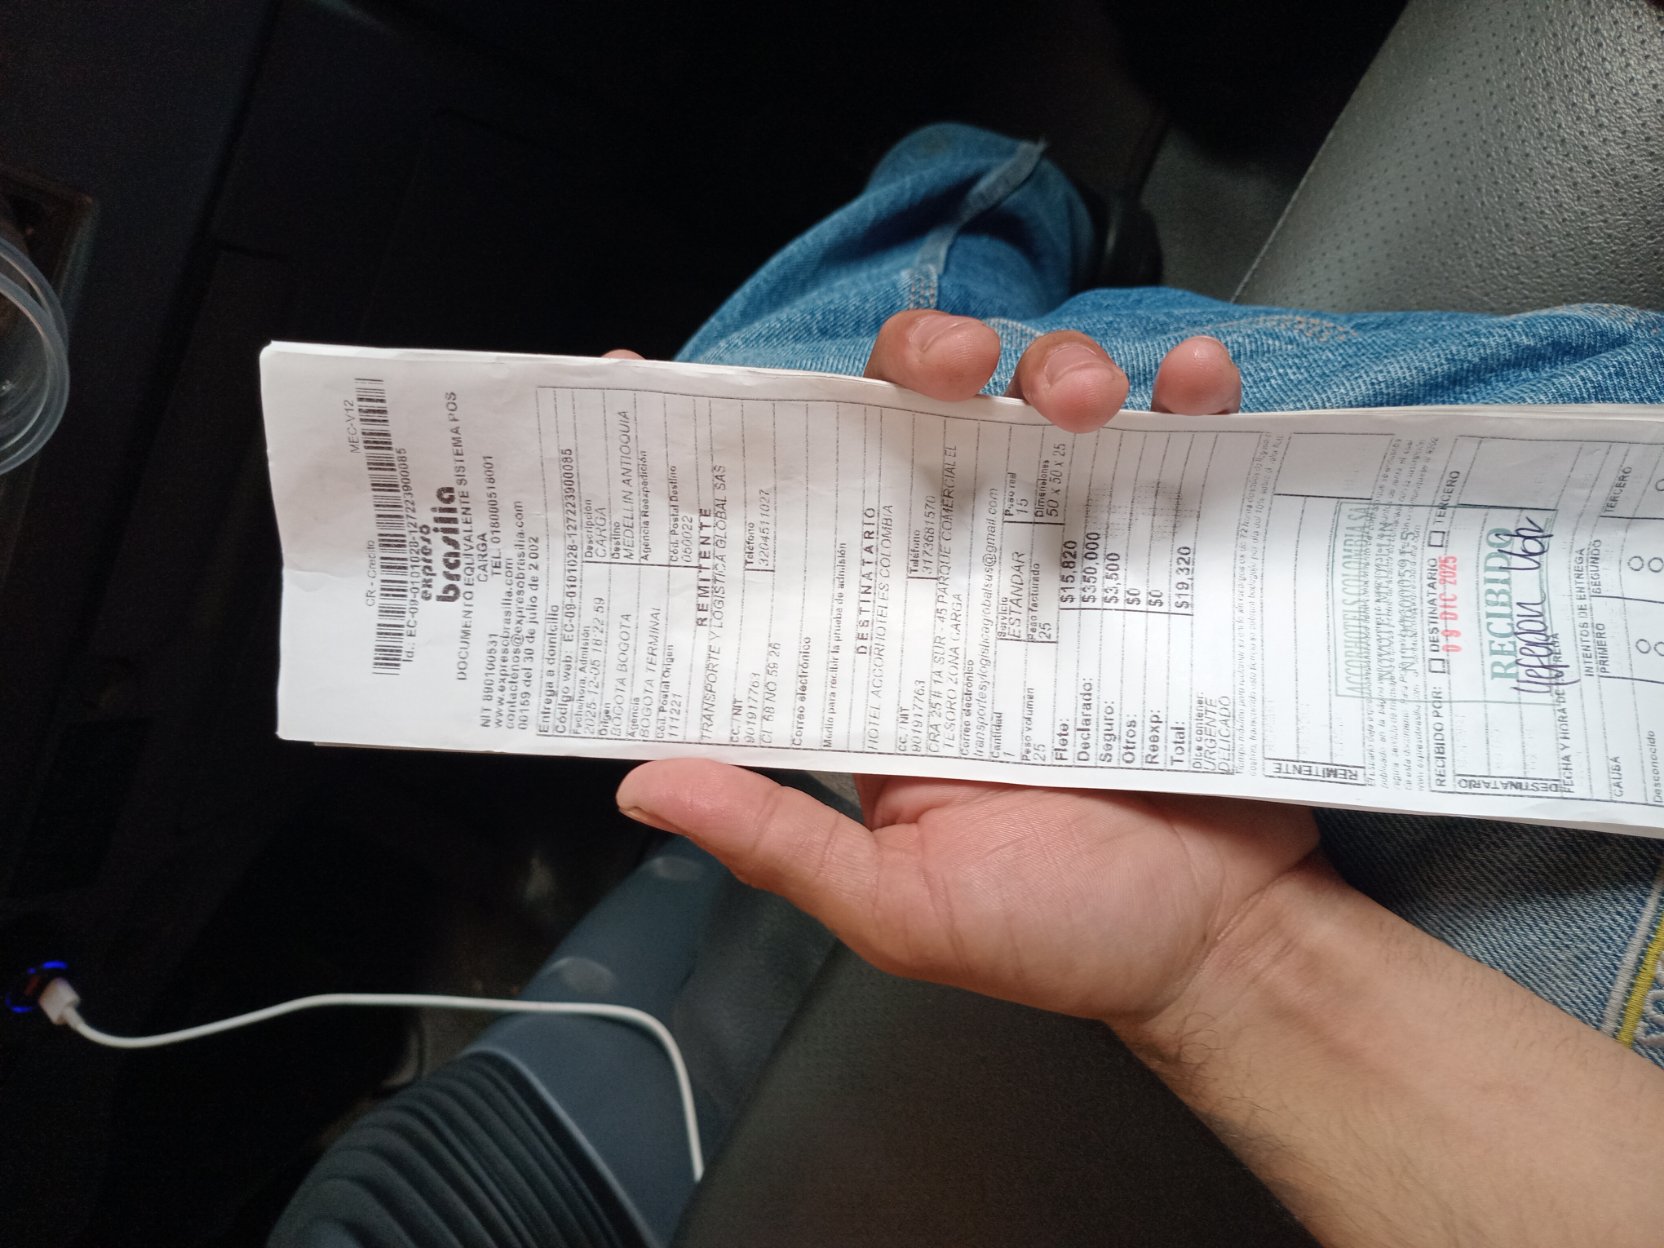 CR - Credito MEC-V12
Id.: EC-09-0101028-127223900085
expreso
brasilia
DOCUMENTO EQUIVALENTE SISTEMA POS
CARGA
NIT 890100531 TEL. 018000518001
www.expresobrasilia.com
contactenos@expresobrasilia.com
00159 del 30 de julio de 2.002
Entrega a domicilio
Código web: EC-09-0101028-12722390085
Fecha/hora. Admisión Descripción
2025-12-05 18:22:59 CARGA
Origen Destino
BOGOTA BOGOTA MEDELLIN ANTIOQUIA
Agencia Agencia Reexpedición
BOGOTA TERMINAL
Cód. Postal Origen Cód. Postal Destino
111221 050022
REMITENTE
TRANSPORTE Y LOGISTICA GLOBAL SAS
CC / NIT Teléfono
901917763 3204511027
CL 5B NO 59 26
Correo electrónico
Medio para recibir la prueba de admisión
DESTINATARIO
HOTEL ACCORHOTELES COLOMBIA
CC / NIT Teléfono
901917763 3173681570
CRA 25 # 1A SUR - 45 PARQUE COMERCIAL EL
TESORO ZONA CARGA
Correo electrónico
transportesylogisticaglobalsas@gmail.com
Cantidad Servicio Peso real
1 ESTANDAR 15
Peso volumen Peso facturado Dimensiones
25 25 50 x 50 x 25
Flete: $15,820
Declarado: $350,000
Seguro: $3,500
Otros: $0
Reexp: $0
Total: $19,320
Dice contener:
URGENTE
DELICADO
REMITENTE
ACCORHOTELS COLOMBIA S.A
RECIBIDO POR: DESTINATARIO TERCERO
09 DIC 2025
RECIBIDO
DESTINATARIO
FECHA Y HORA DE ENTREGA
INTENTOS DE ENTREGA
CAUSA PRIMERO SEGUNDO TERCERO
Desconocido